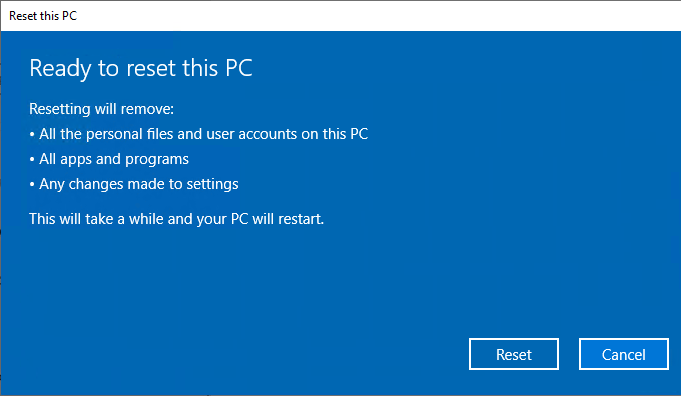 Reset this PC
Ready to reset this PC
Resetting will remove:
• All the personal files and user accounts on this PC
• All apps and programs
• Any changes made to settings
This will take a while and your PC will restart.
Reset Cancel